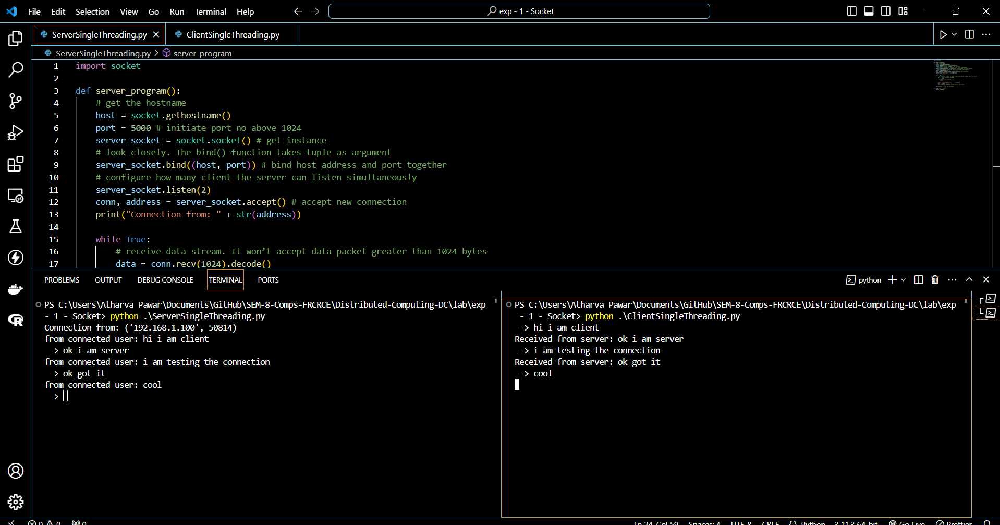 File Edit Selection View Go Run Terminal Help exp - 1 - Socket
ServerSingleThreading.py ClientSingleThreading.py
ServerSingleThreading.py > server_program
1 import socket
2
3 def server_program():
4 # get the hostname
5 host = socket.gethostname()
6 port = 5000 # initiate port no above 1024
7 server_socket = socket.socket() # get instance
8 # look closely. The bind() function takes tuple as argument
9 server_socket.bind((host, port)) # bind host address and port together
10 # configure how many client the server can listen simultaneously
11 server_socket.listen(2)
12 conn, address = server_socket.accept() # accept new connection
13 print("Connection from: " + str(address))
14
15 while True:
16 # receive data stream. It won’t accept data packet greater than 1024 bytes
17 data = conn.recv(1024).decode()
PROBLEMS OUTPUT DEBUG CONSOLE TERMINAL PORTS python
PS C:\Users\Atharva Pawar\Documents\GitHub\SEM-8-Comps-FRCRCE\Distributed-Computing-DC\lab\exp
- 1 - Socket> python .\ServerSingleThreading.py
Connection from: ('192.168.1.100', 50814)
from connected user: hi i am client
-> ok i am server
from connected user: i am testing the connection
-> ok got it
from connected user: cool
->
PS C:\Users\Atharva Pawar\Documents\GitHub\SEM-8-Comps-FRCRCE\Distributed-Computing-DC\lab\exp
- 1 - Socket> python .\ClientSingleThreading.py
-> hi i am client
Received from server: ok i am server
-> i am testing the connection
Received from server: ok got it
-> cool
0 0 0 Ln 24, Col 59 Spaces: 4 UTF-8 CRLF {} Python 3.11.3 64-bit Go Live Prettier